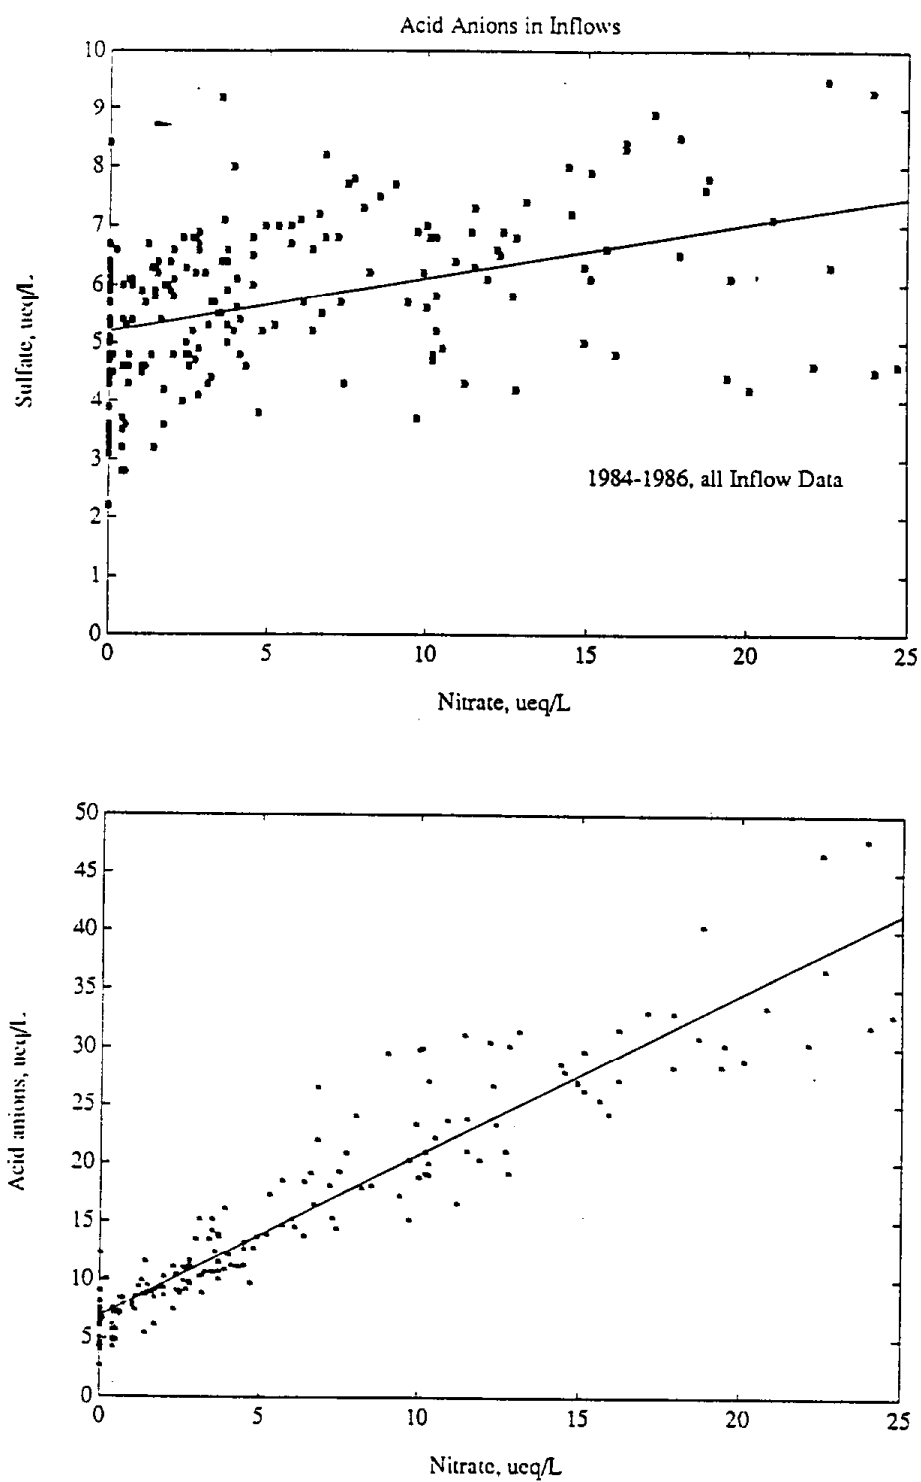 Acid Anions in Inflows
10
9
8
7
6
5
4
3
2
1
0
Sulfate, ueq/L
1984-1986, all Inflow Data
0 5 10 15 20 25
Nitrate, ueq/L
50
45
40
35
30
25
20
15
10
5
0
Acid anions, ueq/L
0 5 10 15 20 25
Nitrate, ueq/L